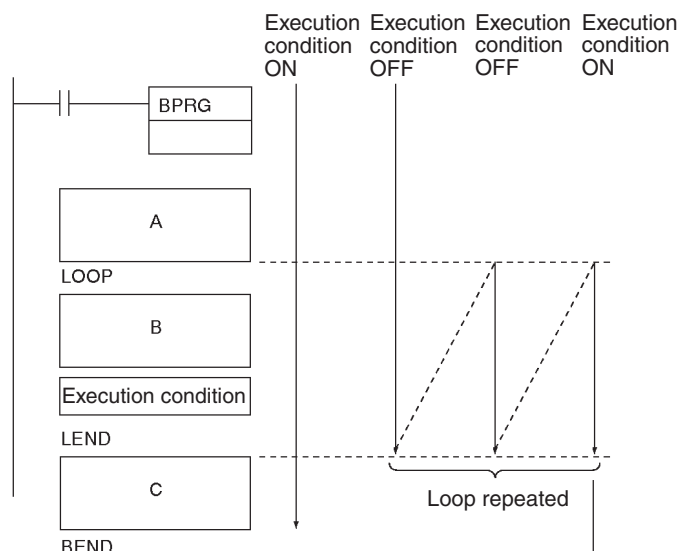 Execution condition ON
Execution condition OFF
Execution condition OFF
Execution condition ON
BPRG
A
LOOP
B
Execution condition
LEND
C
Loop repeated
BEND